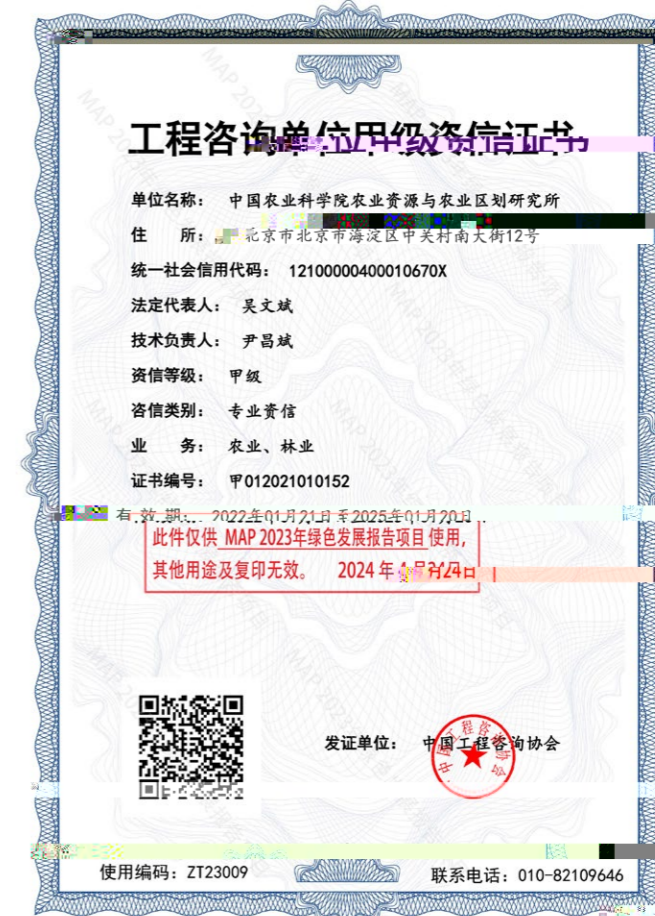 工程咨询单位甲级资信证书
单位名称： 中国农业科学院农业资源与农业区划研究所
住 所： 北京市北京市海淀区中关村南大街12号
统一社会信用代码： 12100000400010670X
法定代表人： 吴文斌
技术负责人： 尹昌斌
资信等级： 甲级
咨信类别： 专业资信
业 务： 农业、林业
证书编号： 甲012021010152
有 效 期： 2022年01月21日至2025年01月20日
此件仅供 MAP 2023年绿色发展报告项目 使用，
其他用途及复印无效。 2024 年
发证单位： 中国工程咨询协会
中国工程咨询协会
使用编码：ZT23009
联系电话：010-82109646